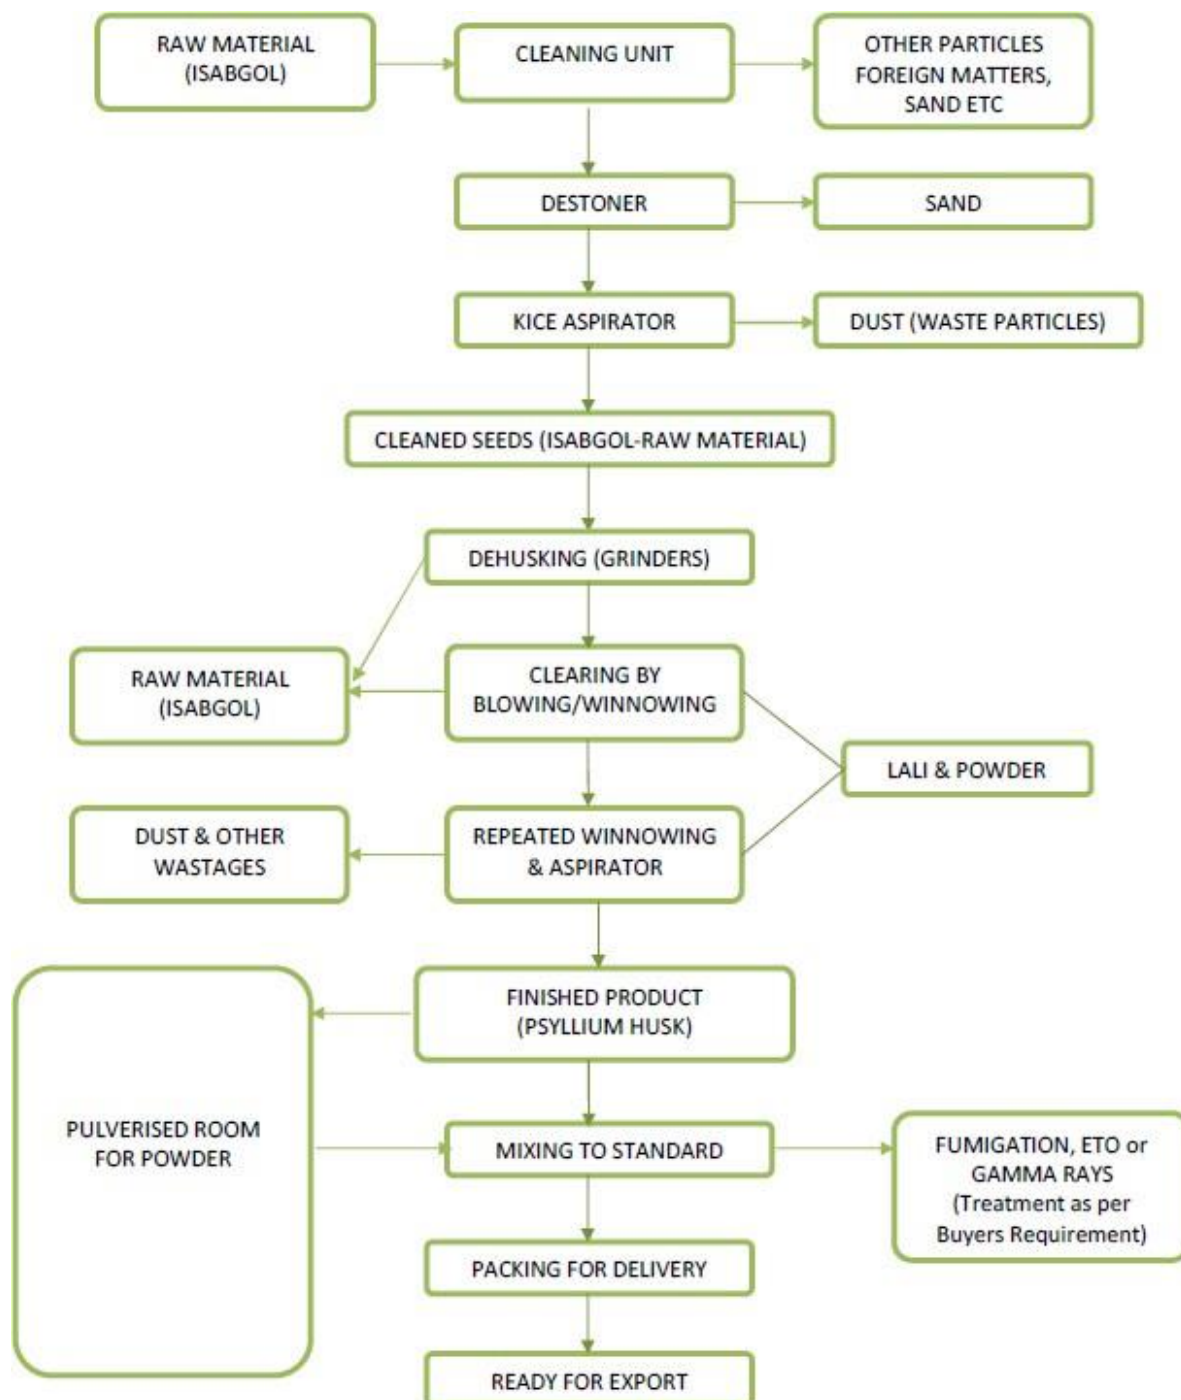 RAW MATERIAL
(ISABGOL)
CLEANING UNIT
OTHER PARTICLES
FOREIGN MATTERS,
SAND ETC
DESTONER
SAND
KICE ASPIRATOR
DUST (WASTE PARTICLES)
CLEANED SEEDS (ISABGOL-RAW MATERIAL)
DEHUSKING (GRINDERS)
RAW MATERIAL
(ISABGOL)
CLEARING BY
BLOWING/WINNOWING
LALI & POWDER
DUST & OTHER
WASTAGES
REPEATED WINNOWING
& ASPIRATOR
FINISHED PRODUCT
(PSYLLIUM HUSK)
PULVERISED ROOM
FOR POWDER
MIXING TO STANDARD
FUMIGATION, ETO or
GAMMA RAYS
(Treatment as per
Buyers Requirement)
PACKING FOR DELIVERY
READY FOR EXPORT